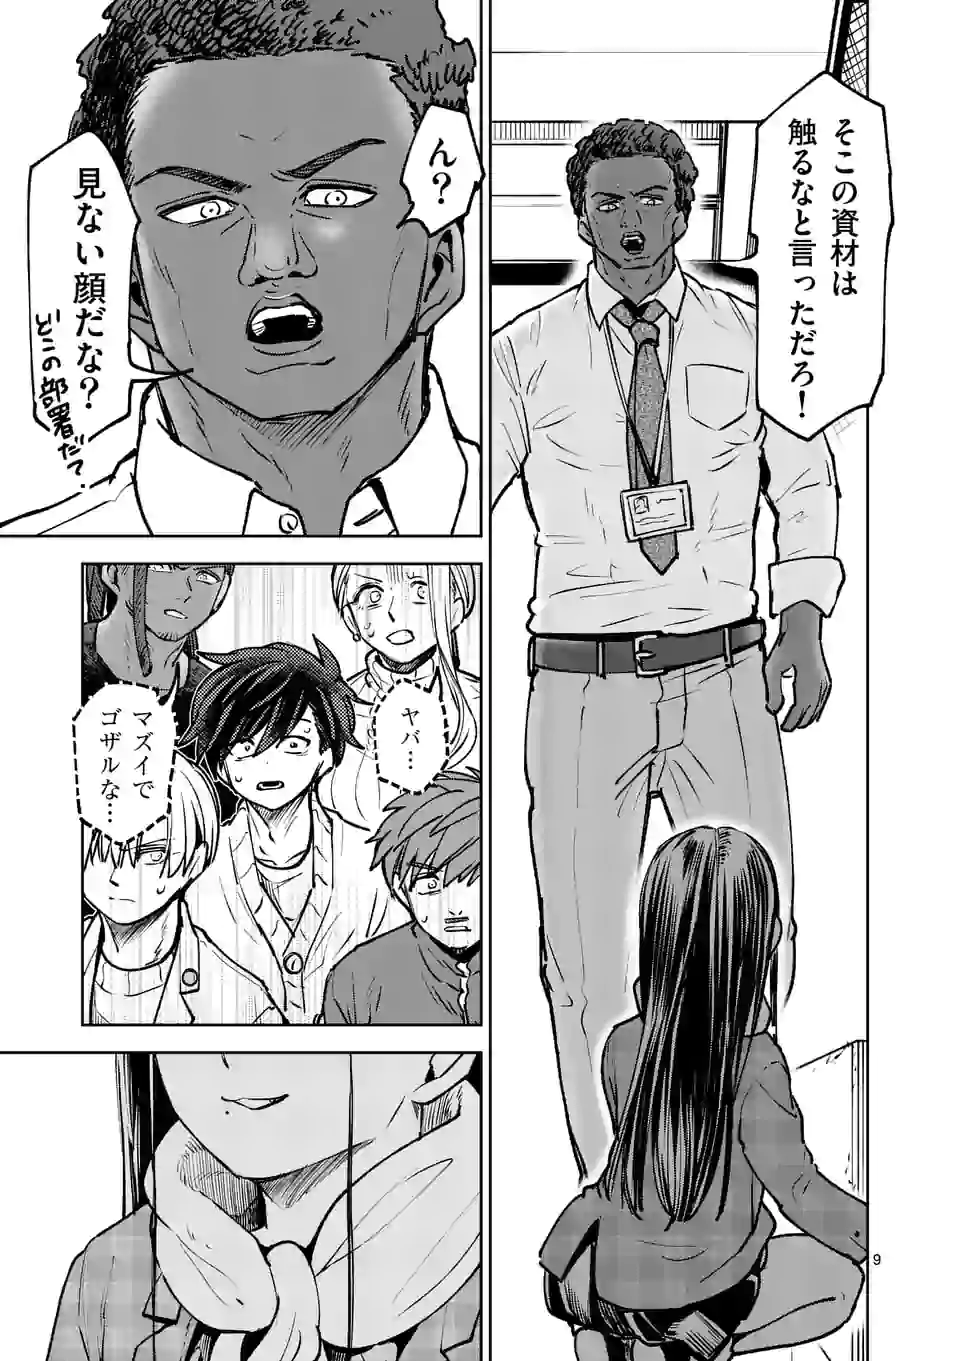 そこの資材は
触るなと言っただろ！
ん？
見ない顔だな？
どこの部署だ？
ヤバ…
マズイで
ゴザルな…
9